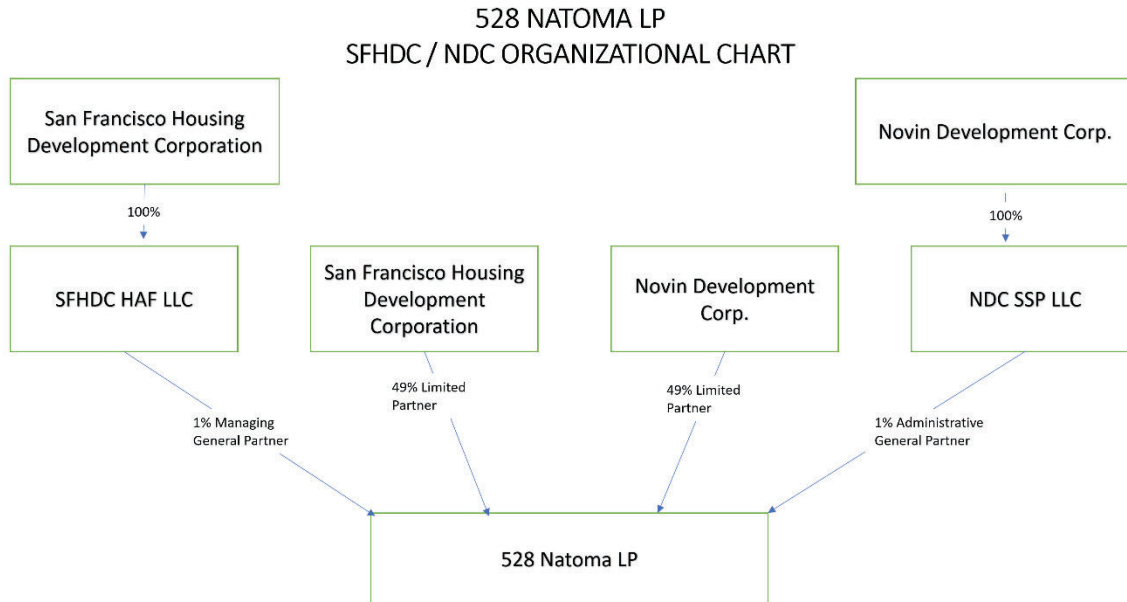 528 NATOMA LP
SFHDC / NDC ORGANIZATIONAL CHART
San Francisco Housing
Development Corporation
Novin Development Corp.
100%
100%
SFHDC HAF LLC
San Francisco Housing
Development
Corporation
Novin Development
Corp.
NDC SSP LLC
49% Limited
Partner
49% Limited
Partner
1% Managing
General Partner
1% Administrative
General Partner
528 Natoma LP